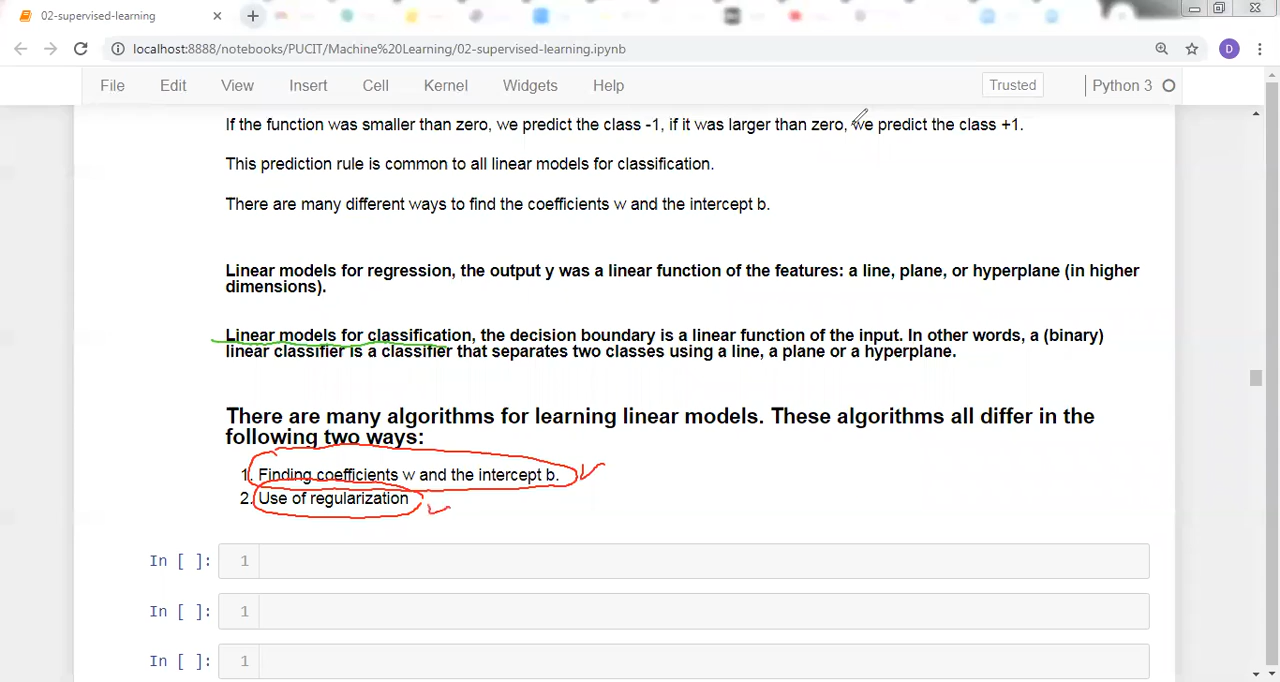 02-supervised-learning
localhost:8888/notebooks/PUCIT/Machine%20Learning/02-supervised-learning.ipynb
D
File Edit View Insert Cell Kernel Widgets Help Trusted Python 3
If the function was smaller than zero, we predict the class -1, if it was larger than zero, we predict the class +1.
This prediction rule is common to all linear models for classification.
There are many different ways to find the coefficients w and the intercept b.
Linear models for regression, the output y was a linear function of the features: a line, plane, or hyperplane (in higher
dimensions).
Linear models for classification, the decision boundary is a linear function of the input. In other words, a (binary)
linear classifier is a classifier that separates two classes using a line, a plane or a hyperplane.
There are many algorithms for learning linear models. These algorithms all differ in the
following two ways:
1. Finding coefficients w and the intercept b.
2. Use of regularization
In [ ]: 1
In [ ]: 1
In [ ]: 1